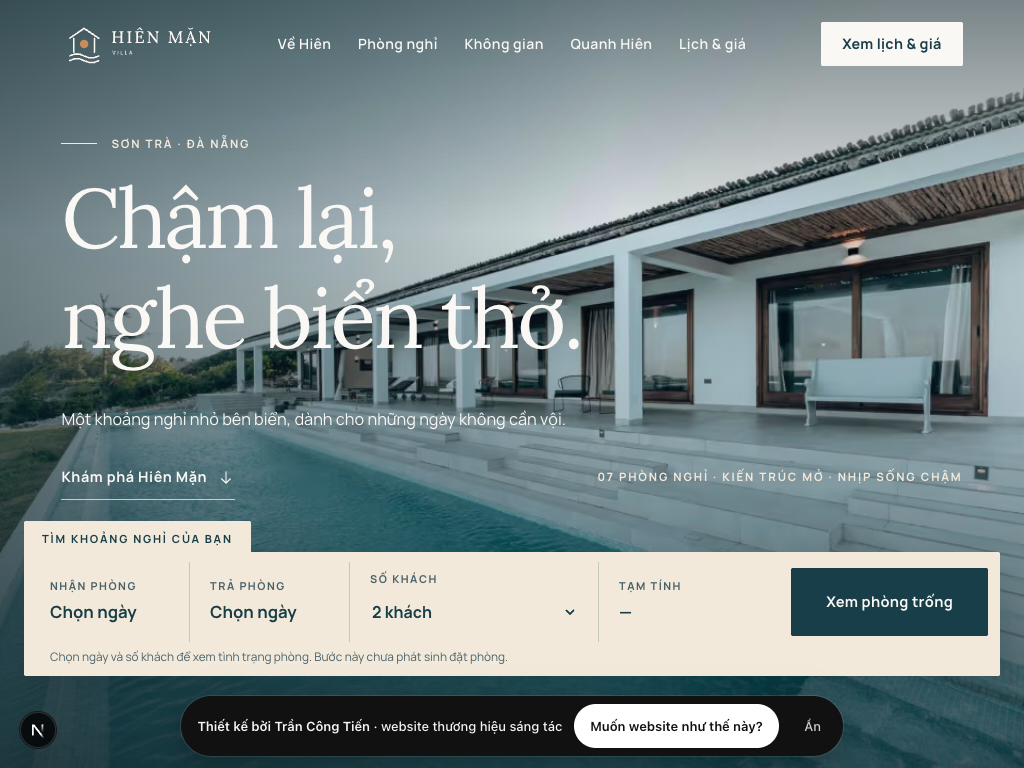 HIÊN MẶN
VILLA
Về Hiên
Phòng nghỉ
Không gian
Quanh Hiên
Lịch & giá
Xem lịch & giá
SƠN TRÀ · ĐÀ NẴNG
Chậm lại,
nghe biển thở.
Một khoảng nghỉ nhỏ bên biển, dành cho những ngày không cần vội.
Khám phá Hiên Mặn ↓
07 PHÒNG NGHỈ · KIẾN TRÚC MỞ · NHỊP SỐNG CHẬM
TÌM KHOẢNG NGHỈ CỦA BẠN
NHẬN PHÒNG
Chọn ngày
TRẢ PHÒNG
Chọn ngày
SỐ KHÁCH
2 khách
TẠM TÍNH
—
Xem phòng trống
Chọn ngày và số khách để xem tình trạng phòng. Bước này chưa phát sinh đặt phòng.
N
Thiết kế bởi Trần Công Tiến · website thương hiệu sáng tác
Muốn website như thế này?
Ẩn